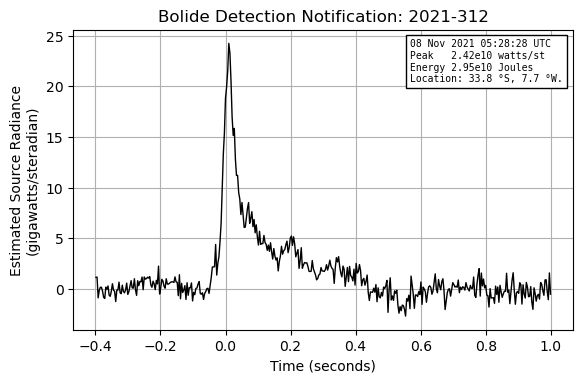 Bolide Detection Notification: 2021-312
08 Nov 2021 05:28:28 UTC
Peak   2.42e10 watts/st
Energy 2.95e10 Joules
Location: 33.8 °S, 7.7 °W.
Estimated Source Radiance
(gigawatts/steradian)
25
20
15
10
5
0
−0.4 −0.2 0.0 0.2 0.4 0.6 0.8 1.0
Time (seconds)